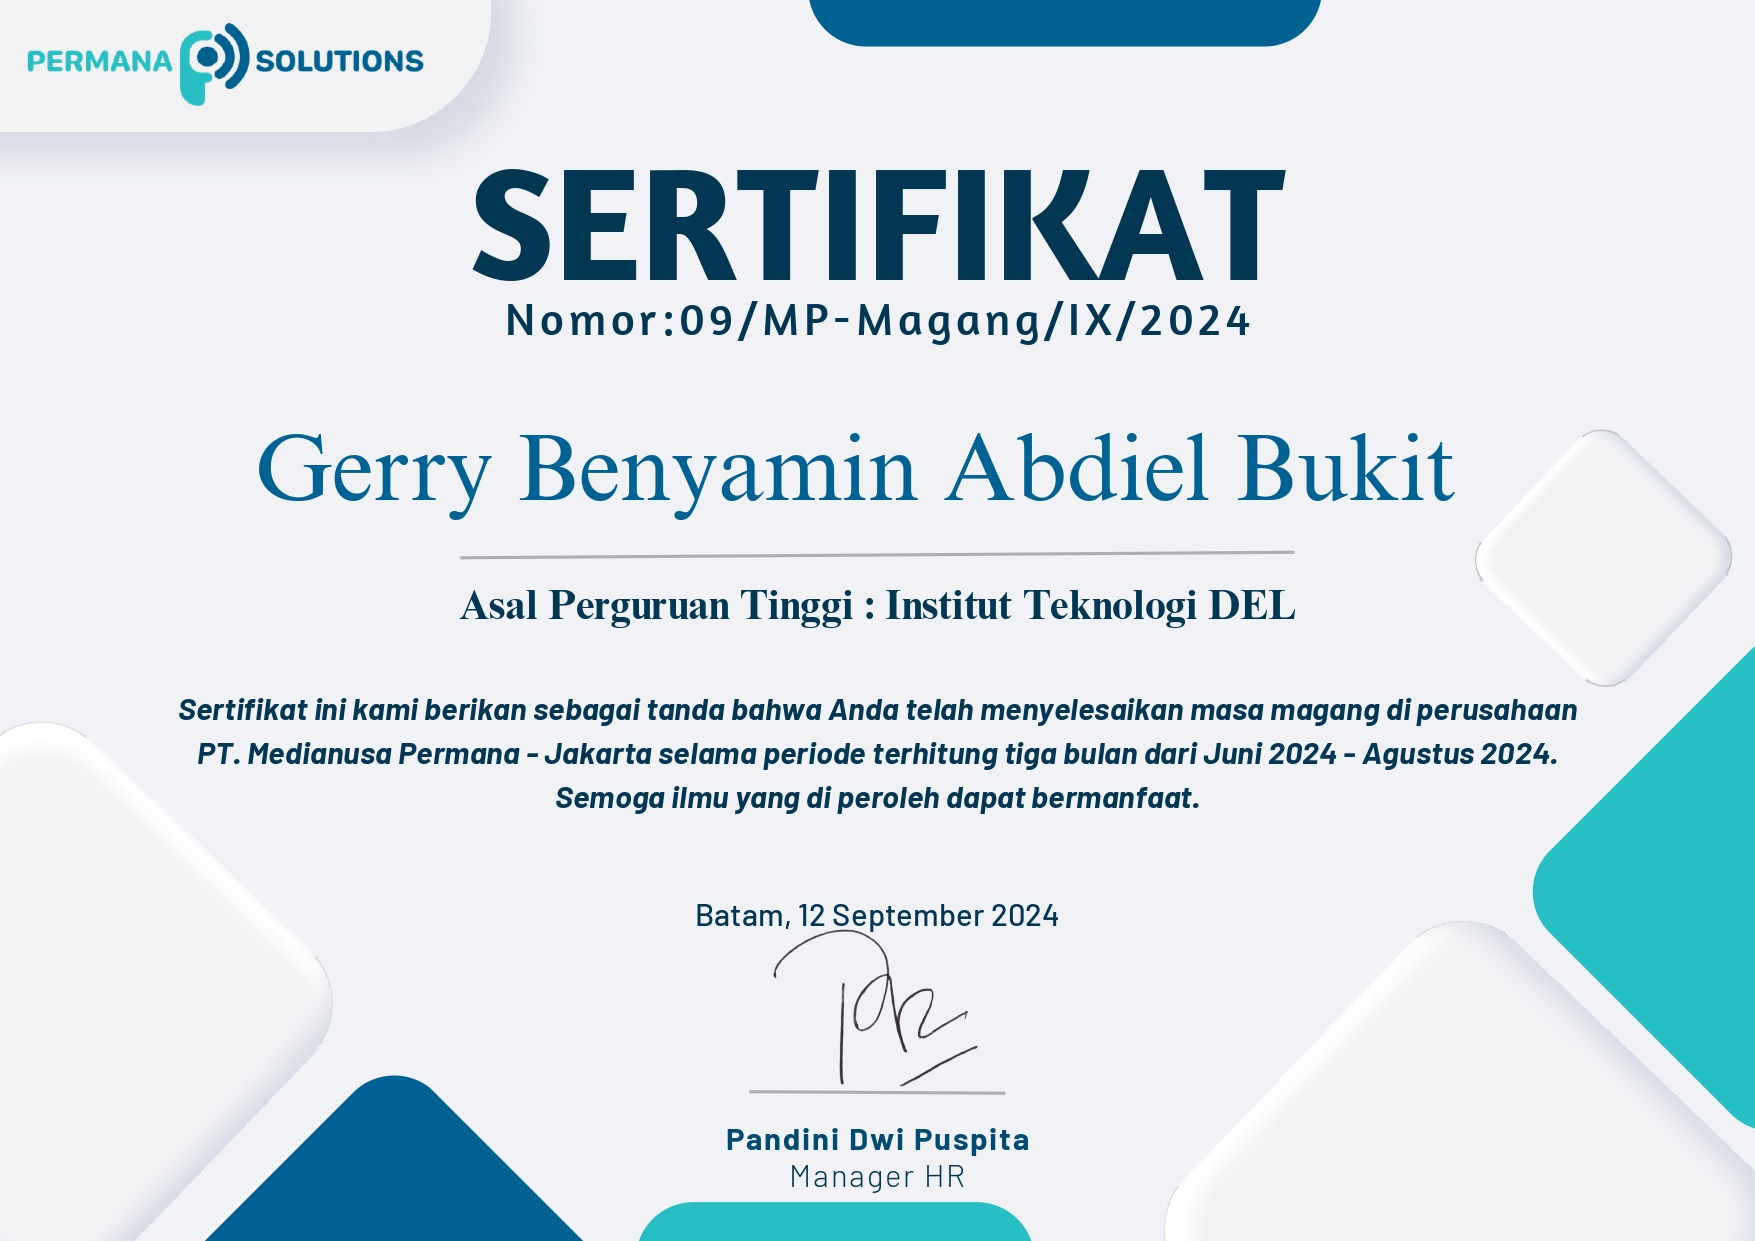 PERMANA SOLUTIONS
SERTIFIKAT
Nomor:09/MP-Magang/IX/2024
Gerry Benyamin Abdiel Bukit
Asal Perguruan Tinggi : Institut Teknologi DEL
Sertifikat ini kami berikan sebagai tanda bahwa Anda telah menyelesaikan masa magang di perusahaan
PT. Medianusa Permana - Jakarta selama periode terhitung tiga bulan dari Juni 2024 - Agustus 2024.
Semoga ilmu yang di peroleh dapat bermanfaat.
Batam, 12 September 2024
Pandini Dwi Puspita
Manager HR